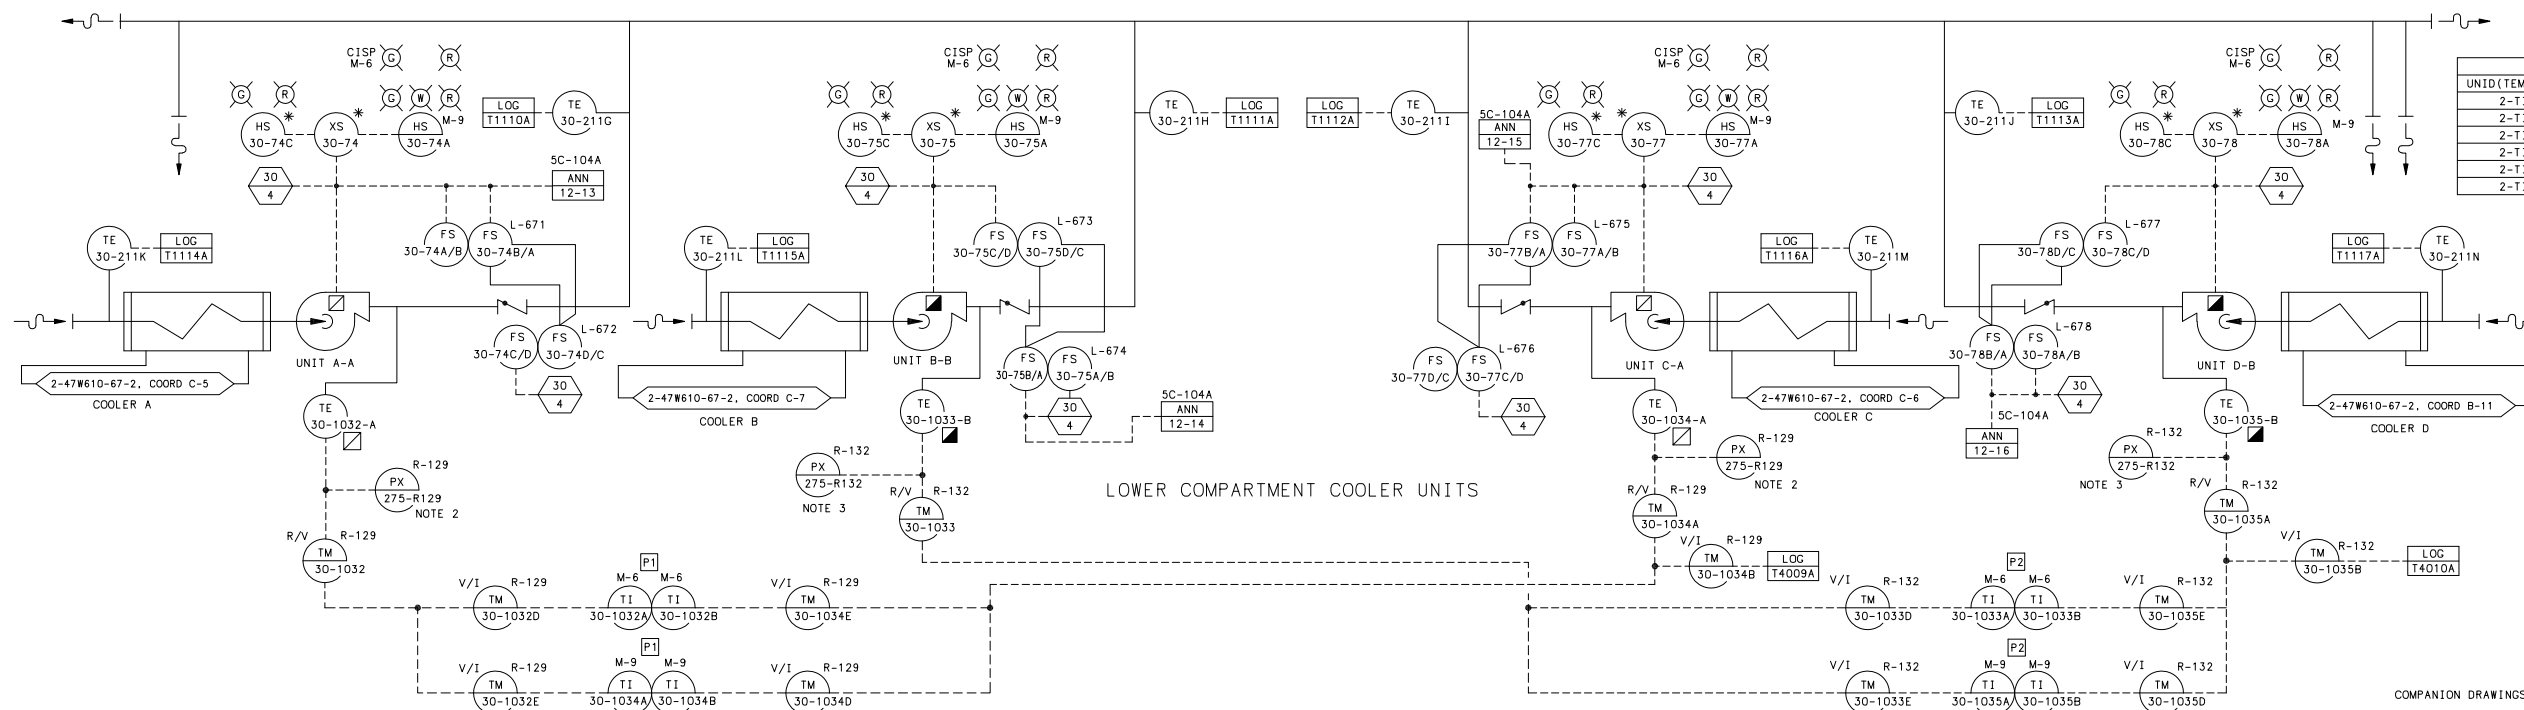 CISP
M-6
G
R
G
R
G
W
R
HS
30-74C
*
XS
30-74
*
HS
30-74A
M-9
LOG
T1110A
TE
30-211G
30
4
5C-104A
ANN
12-13
FS
30-74A/B
FS
30-74B/A
L-671
TE
30-211K
LOG
T1114A
UNIT A-A
FS
30-74C/D
FS
30-74D/C
L-672
30
4
2-47W610-67-2, COORD C-5
COOLER A
TE
30-1032-A
PX
275-R129
R-129
NOTE 2
R/V
R-129
TM
30-1032
CISP
M-6
G
R
G
R
G
W
R
HS
30-75C
*
XS
30-75
*
HS
30-75A
M-9
TE
30-211H
LOG
T1111A
30
4
FS
30-75C/D
FS
30-75D/C
L-673
TE
30-211L
LOG
T1115A
UNIT B-B
FS
30-75B/A
FS
30-75A/B
L-674
30
4
5C-104A
ANN
12-14
2-47W610-67-2, COORD C-7
COOLER B
TE
30-1033-B
R-132
PX
275-R132
NOTE 3
R/V
R-132
TM
30-1033
LOWER COMPARTMENT COOLER UNITS
LOG
T1112A
TE
30-211I
CISP
M-6
G
R
G
R
G
W
R
5C-104A
ANN
12-15
HS
30-77C
*
XS
30-77
HS
30-77A
M-9
30
4
FS
30-77B/A
FS
30-77A/B
L-675
LOG
T1116A
TE
30-211M
UNIT C-A
FS
30-77D/C
FS
30-77C/D
L-676
30
4
2-47W610-67-2, COORD C-6
COOLER C
TE
30-1034-A
R-129
PX
275-R129
NOTE 2
R/V
R-129
TM
30-1034A
V/I
R-129
TM
30-1034B
LOG
T4009A
TE
30-211J
LOG
T1113A
CISP
M-6
G
R
G
R
G
W
R
HS
30-78C
*
XS
30-78
*
HS
30-78A
M-9
30
4
FS
30-78D/C
FS
30-78C/D
L-677
LOG
T1117A
TE
30-211N
UNIT D-B
FS
30-78B/A
FS
30-78A/B
L-678
30
4
5C-104A
ANN
12-16
2-47W610-67-2, COORD B-11
COOLER D
TE
30-1035-B
R-132
PX
275-R132
NOTE 3
R/V
R-132
TM
30-1035A
V/I
R-132
TM
30-1035B
LOG
T4010A
UNID(TEM
2-TI
2-TI
2-TI
2-TI
2-TI
2-TI
P1
V/I
R-129
TM
30-1032D
M-6
M-6
TI
30-1032A
TI
30-1032B
V/I
R-129
TM
30-1034E
P1
V/I
R-129
TM
30-1032E
M-9
M-9
TI
30-1034A
TI
30-1034B
V/I
R-129
TM
30-1034D
P2
V/I
R-132
TM
30-1033D
M-6
M-6
TI
30-1033A
TI
30-1033B
V/I
R-132
TM
30-1035E
P2
V/I
R-132
TM
30-1033E
M-9
M-9
TI
30-1035A
TI
30-1035B
V/I
R-132
TM
30-1035D
COMPANION DRAWINGS